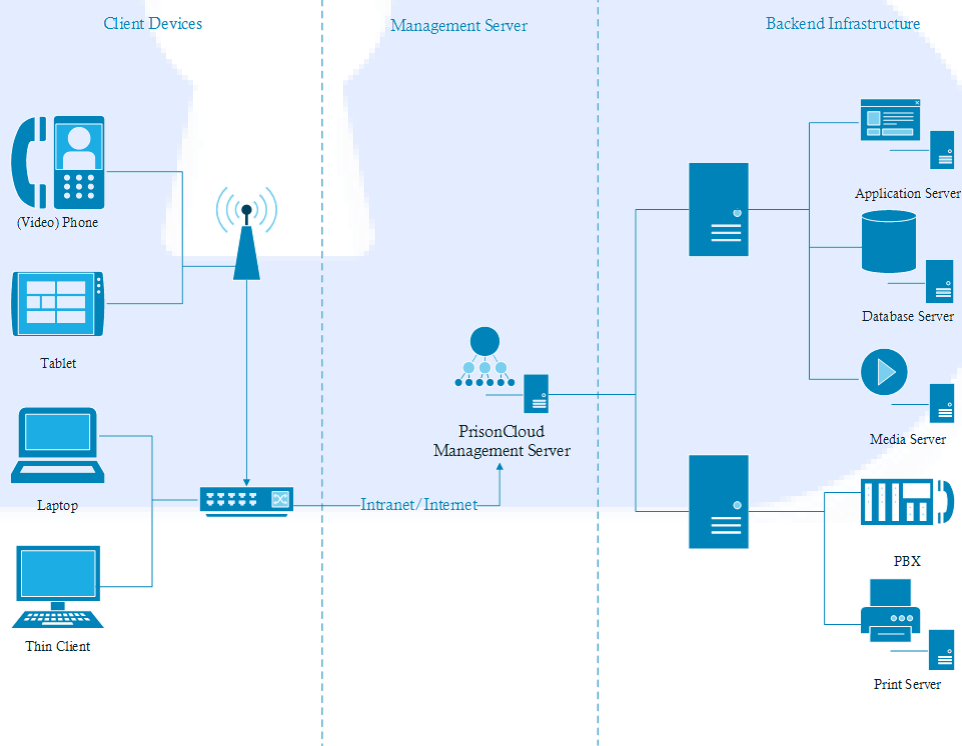 Client Devices
Management Server
Backend Infrastructure
(Video) Phone
Tablet
Laptop
Thin Client
Intranet/Internet
PrisonCloud
Management Server
Application Server
Database Server
Media Server
PBX
Print Server